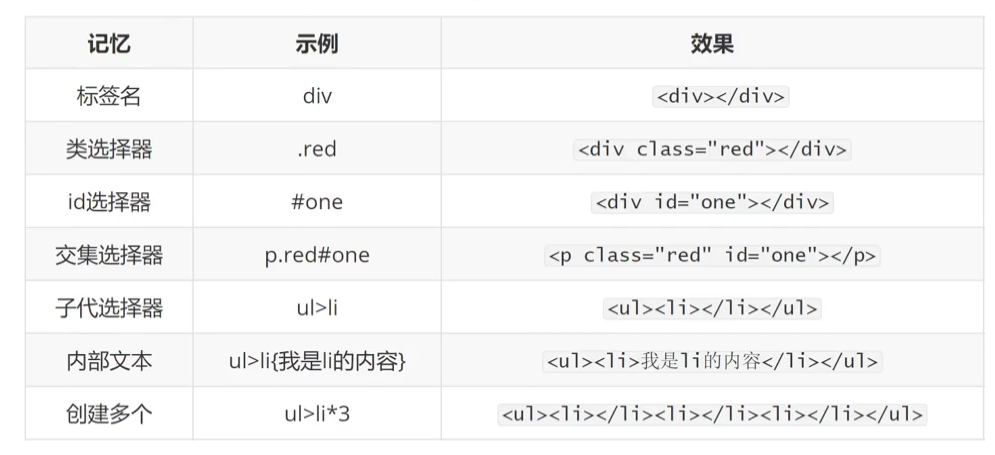 记忆 示例 效果
标签名 div <div></div>
类选择器 .red <div class="red"></div>
id选择器 #one <div id="one"></div>
交集选择器 p.red#one <p class="red" id="one"></p>
子代选择器 ul>li <ul><li></li></ul>
内部文本 ul>li{我是li的内容} <ul><li>我是li的内容</li></ul>
创建多个 ul>li*3 <ul><li></li><li></li><li></li></ul>